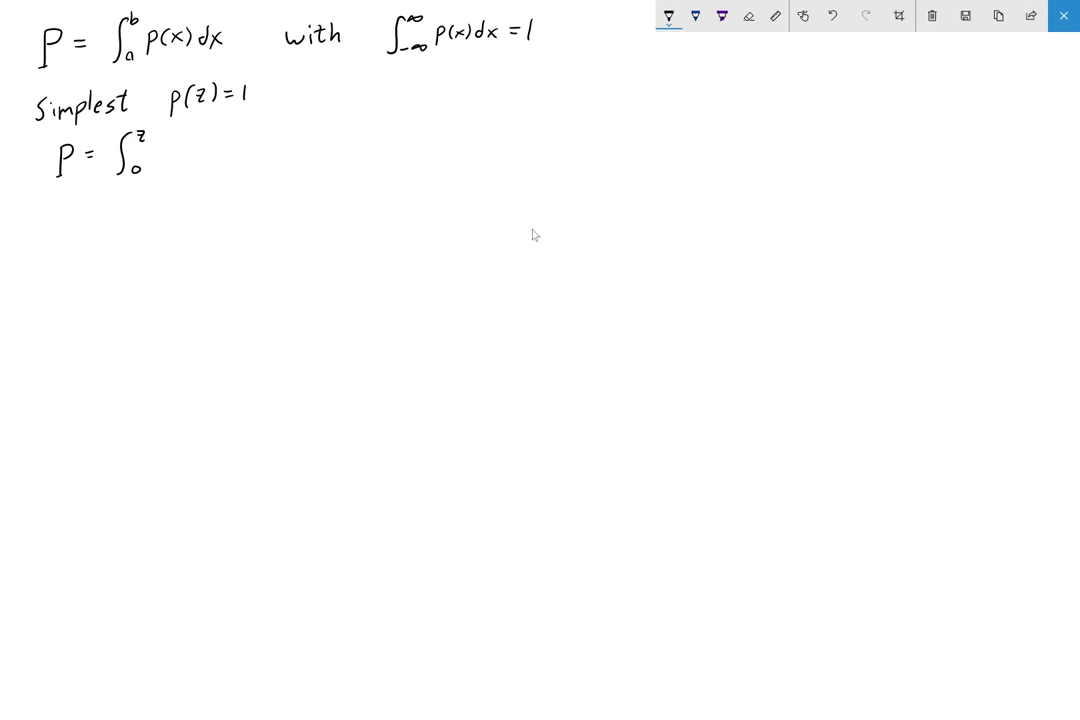 P = ∫_a^b p(x) dx with ∫_{-∞}^{∞} p(x) dx = 1
Simplest p(z) = 1
P = ∫_0^z